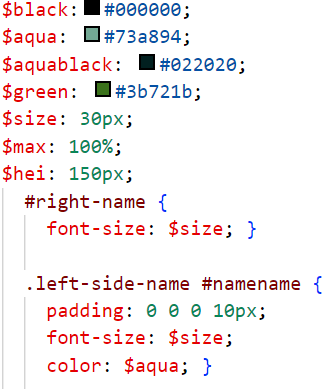 $black: #000000;
$aqua: #73a894;
$aquablack: #022020;
$green: #3b721b;
$size: 30px;
$max: 100%;
$hei: 150px;
#right-name {
font-size: $size; }
.left-side-name #namename {
padding: 0 0 0 10px;
font-size: $size;
color: $aqua; }